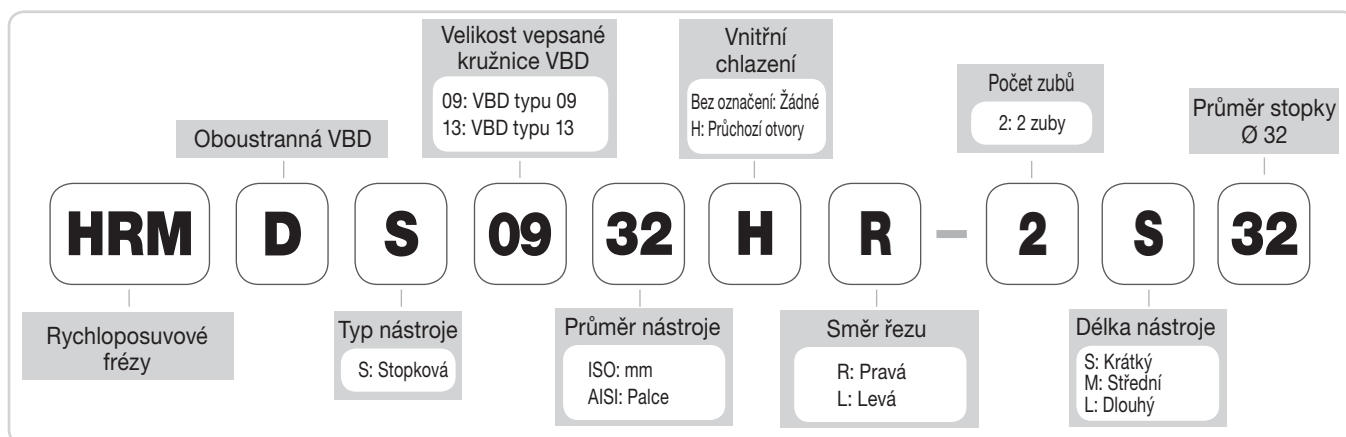 Velikost vepsané
kružnice VBD
09: VBD typu 09
13: VBD typu 13
Vnitřní
chlazení
Bez označení: Žádné
H: Průchozí otvory
Počet zubů
2: 2 zuby
Průměr stopky
Ø 32
Oboustranná VBD
HRM D S 09 32 H R - 2 S 32
Rychloposuvové
frézy
Typ nástroje
S: Stopková
Průměr nástroje
ISO: mm
AISI: Palce
Směr řezu
R: Pravá
L: Levá
Délka nástroje
S: Krátký
M: Střední
L: Dlouhý